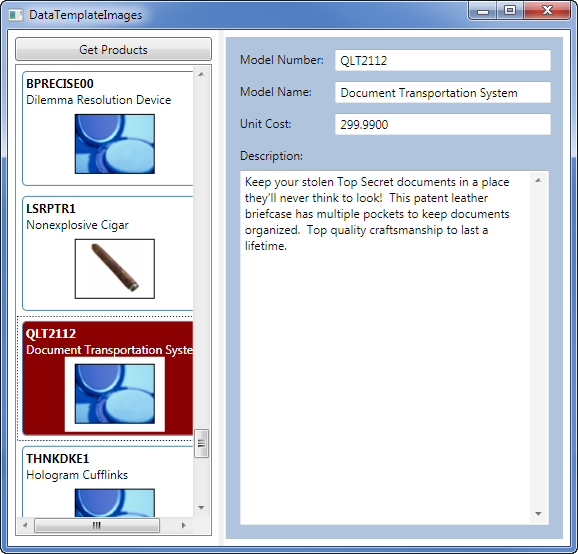 DataTemplateImages
Get Products
BPRECISE00
Dilemma Resolution Device
LSRPTR1
Nonexplosive Cigar
QLT2112
Document Transportation Syste
THNKDKE1
Hologram Cufflinks
Model Number: QLT2112
Model Name: Document Transportation System
Unit Cost: 299.9900
Description:
Keep your stolen Top Secret documents in a place
they'll never think to look!  This patent leather
briefcase has multiple pockets to keep documents
organized.  Top quality craftsmanship to last a
lifetime.